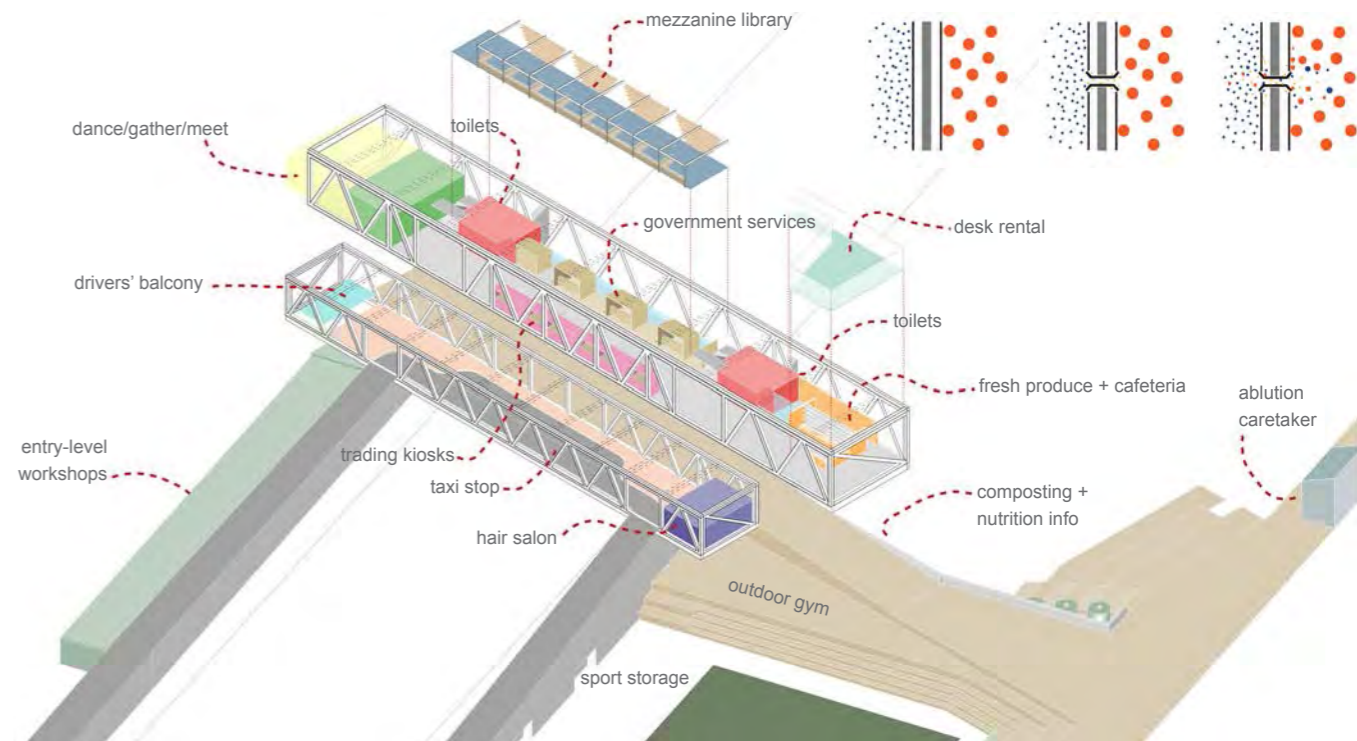 mezzanine library
dance/gather/meet
toilets
government services
desk rental
drivers’ balcony
toilets
fresh produce + cafeteria
ablution
caretaker
entry-level
workshops
trading kiosks
taxi stop
composting +
nutrition info
hair salon
outdoor gym
sport storage